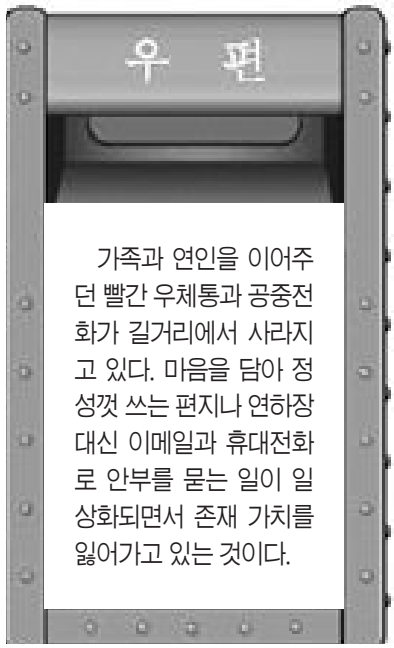 우 편
가족과 연인을 이어주
던 빨간 우체통과 공중전
화가 길거리에서 사라지
고 있다. 마음을 담아 정
성껏 쓰는 편지나 연하장
대신 이메일과 휴대전화
로 안부를 묻는 일이 일
상화되면서 존재 가치를
잃어가고 있는 것이다.